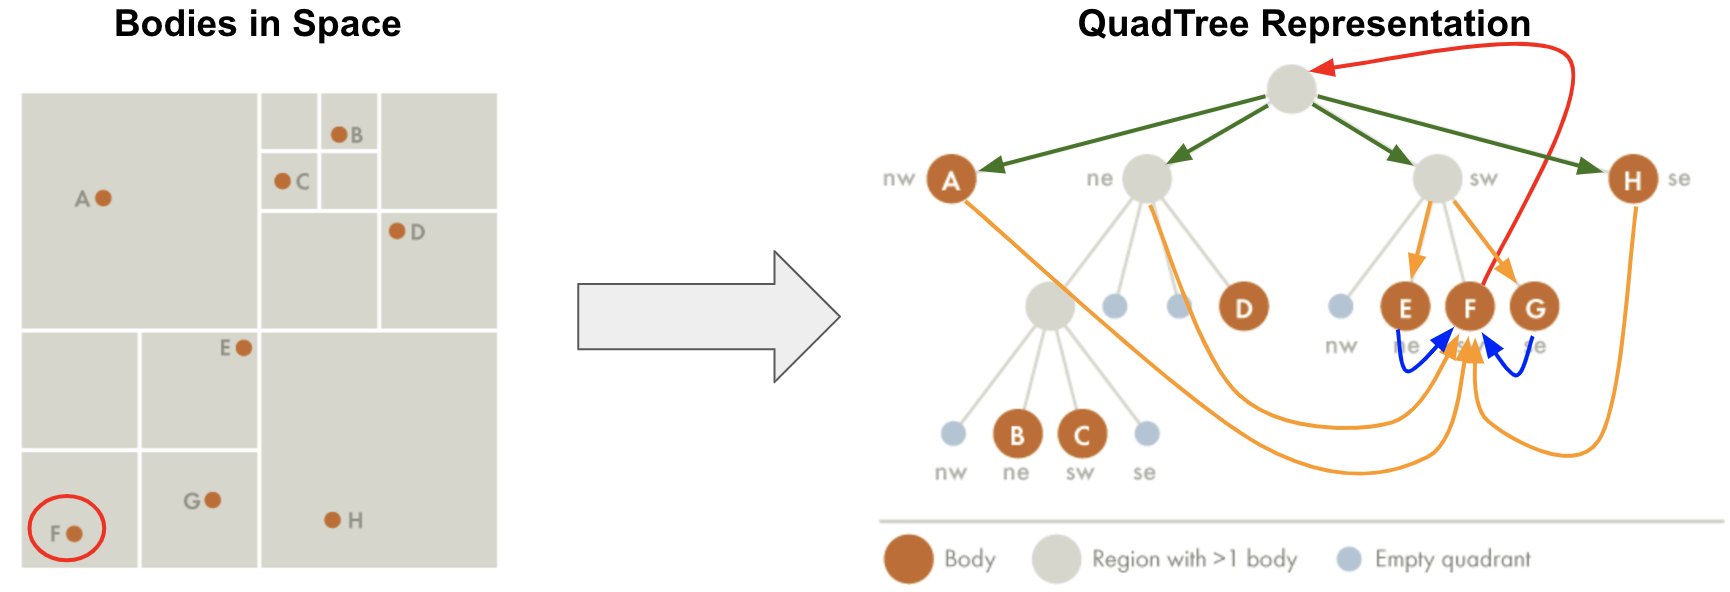 Bodies in Space
QuadTree Representation
B
C
A
D
E
G
F
H
nw A
ne
sw
H se
D
E
F
G
nw
ne
sw
se
B
C
nw
ne
sw
se
Body
Region with >1 body
Empty quadrant